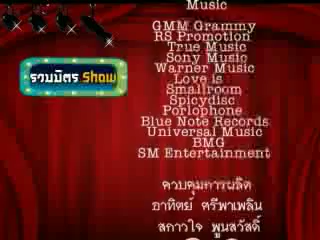 Music
GMM Grammy
RS Promotion
True Music
Sony Music
Warner Music
Love is
Smallroom
Spicydisc
Porlophone
Blue Note Records
Universal Music
BMG
SM Entertainment
รวมมิตร Show
ควบคุมการผลิต
อาทิตย์ ศรีพาเพลิน
สกาวใจ พูนสวัสดิ์